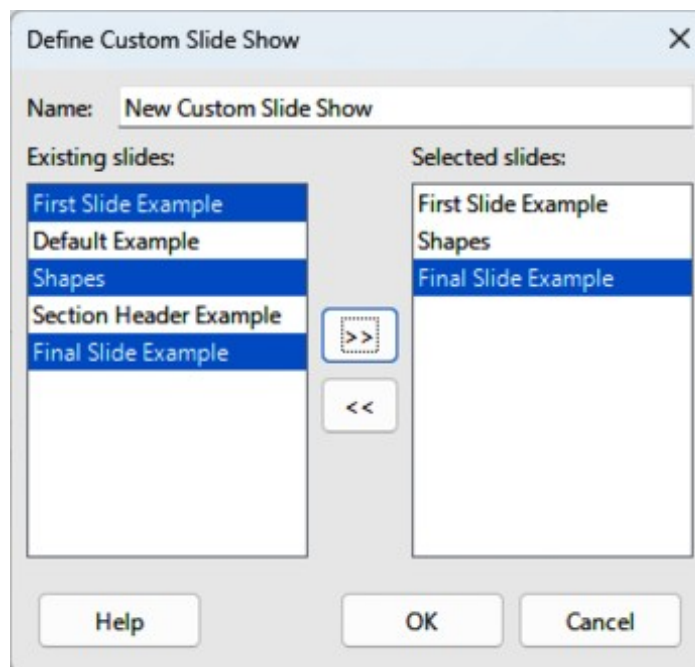 Define Custom Slide Show
Name: New Custom Slide Show
Existing slides:
First Slide Example
Default Example
Shapes
Section Header Example
Final Slide Example
>>
<<
Selected slides:
First Slide Example
Shapes
Final Slide Example
Help
OK
Cancel